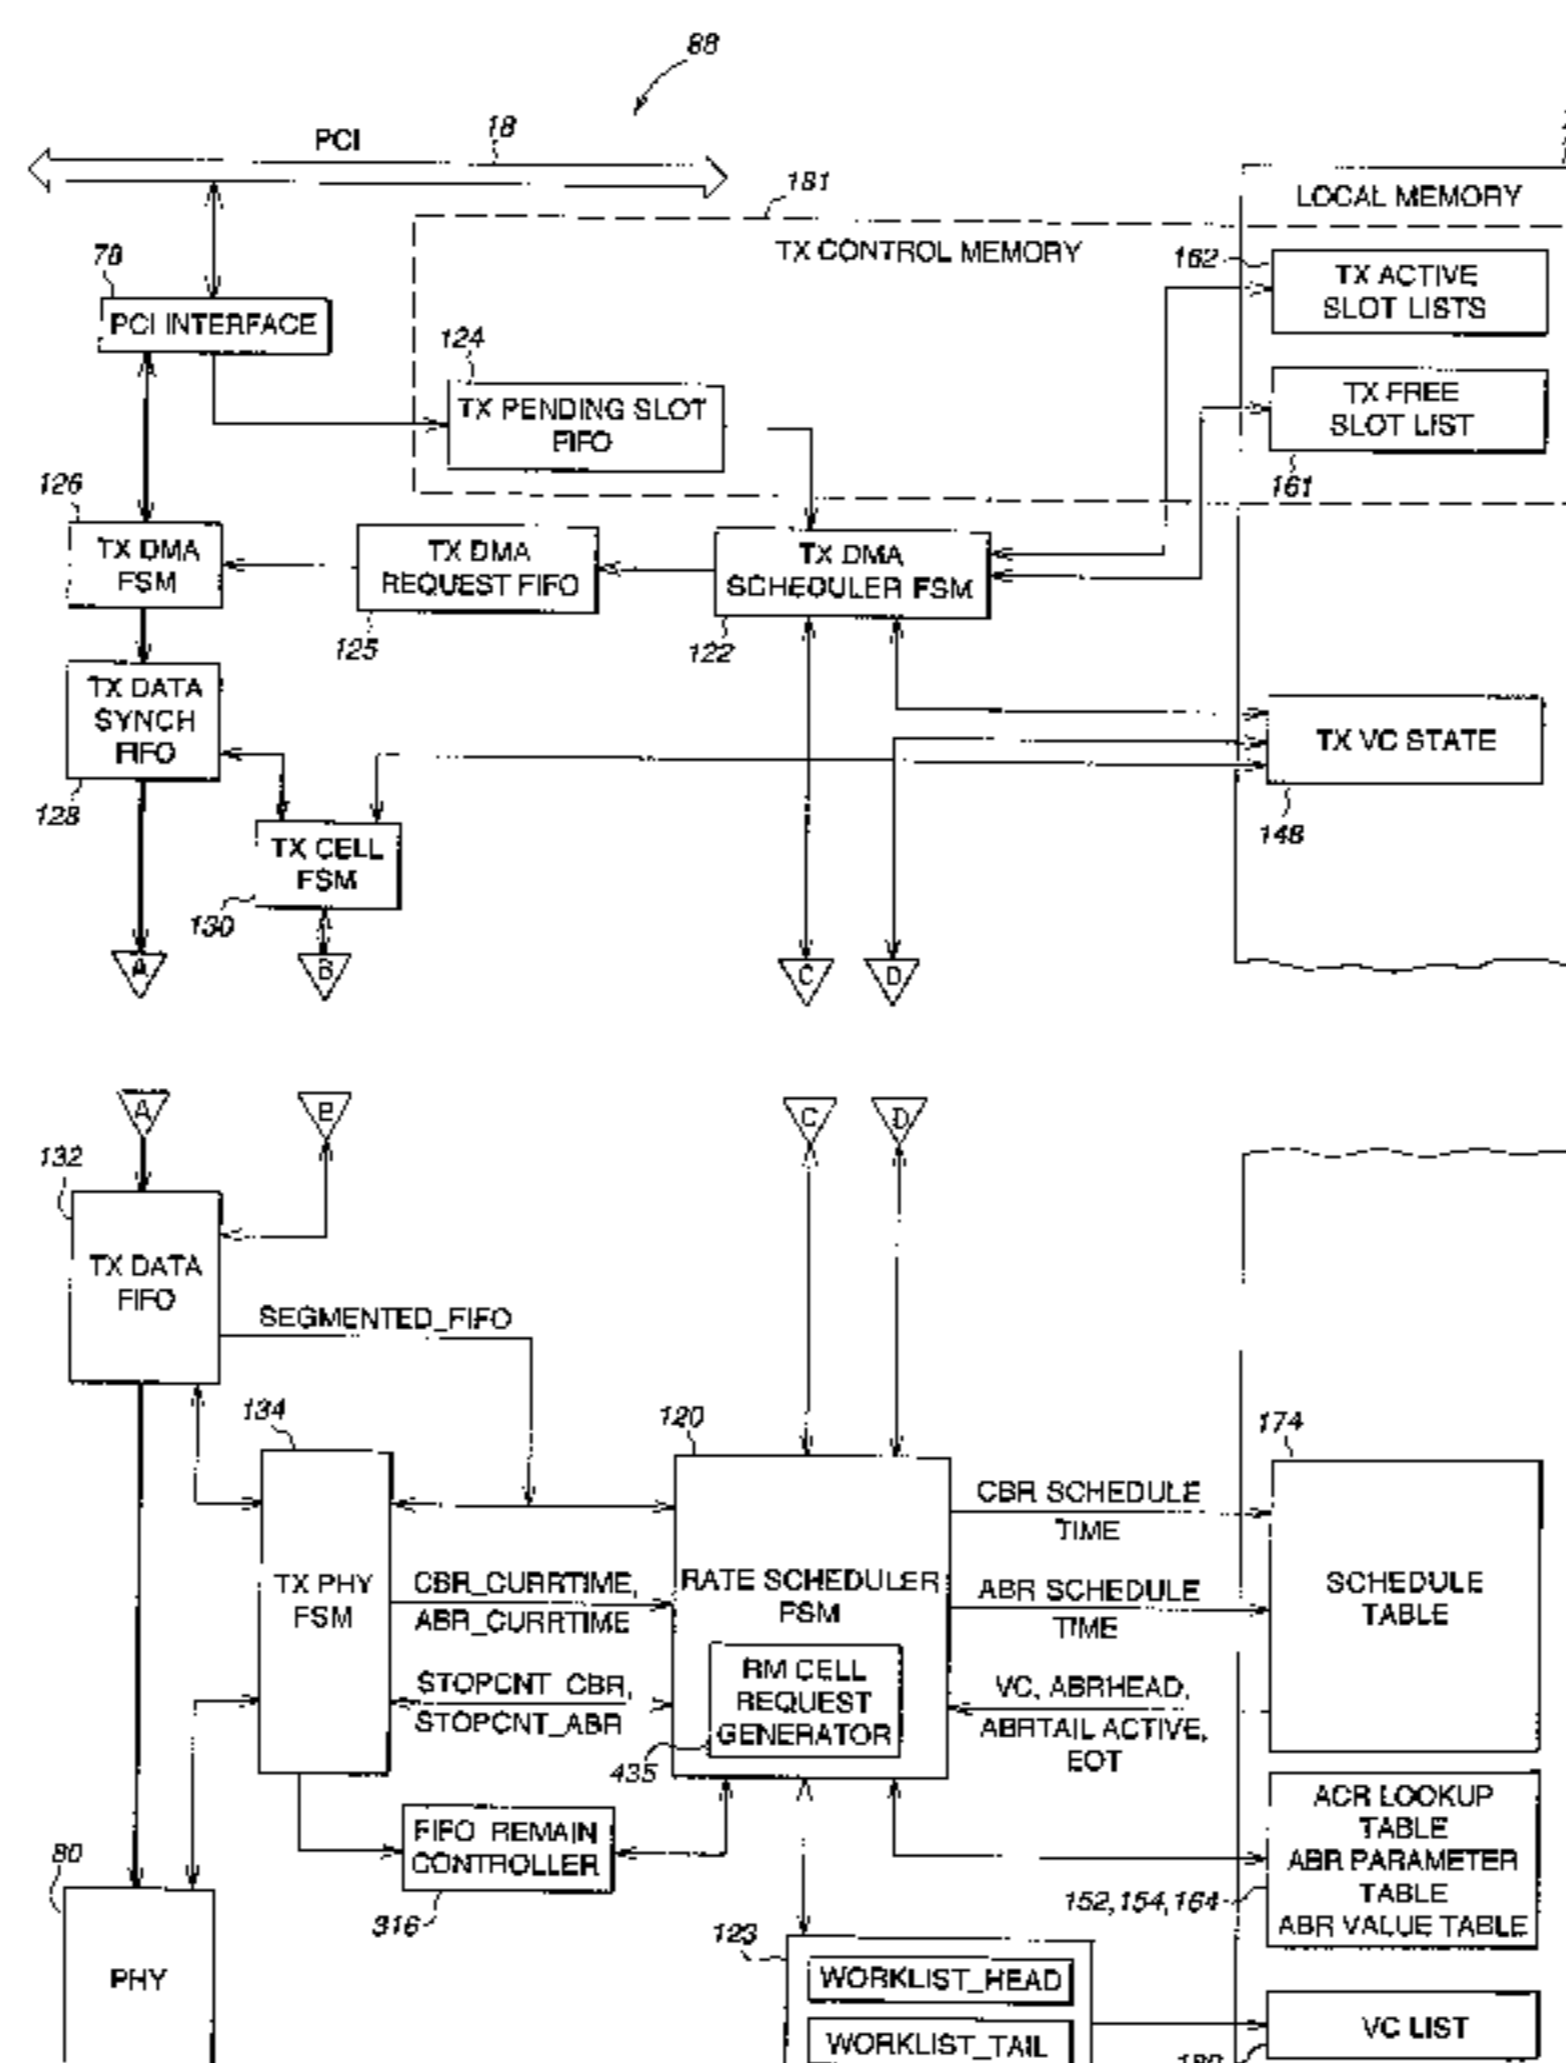 88
PCI
18
181
LOCAL MEMORY
TX CONTROL MEMORY
162
TX ACTIVE
SLOT LISTS
78
PCI INTERFACE
124
TX PENDING SLOT
FIFO
TX FREE
SLOT LIST
161
126
TX DMA
FSM
TX DMA
REQUEST FIFO
125
TX DMA
SCHEDULER FSM
122
TX DATA
SYNCH
FIFO
128
TX VC STATE
148
TX CELL
FSM
130
A
B
C
D
A
B
C
D
132
TX DATA
FIFO
SEGMENTED_FIFO
134
TX PHY
FSM
120
RATE SCHEDULER
FSM
RM CELL
REQUEST
GENERATOR
435
CBR_CURRTIME,
ABR_CURRTIME
STOPCNT_CBR,
STOPCNT_ABR
CBR SCHEDULE
TIME
ABR SCHEDULE
TIME
VC, ABRHEAD,
ABRTAIL ACTIVE,
EOT
174
SCHEDULE
TABLE
FIFO_REMAIN
CONTROLLER
316
ACR LOOKUP
TABLE
ABR PARAMETER
TABLE
ABR VALUE TABLE
152, 154, 164
80
PHY
123
WORKLIST_HEAD
WORKLIST_TAIL
VC LIST